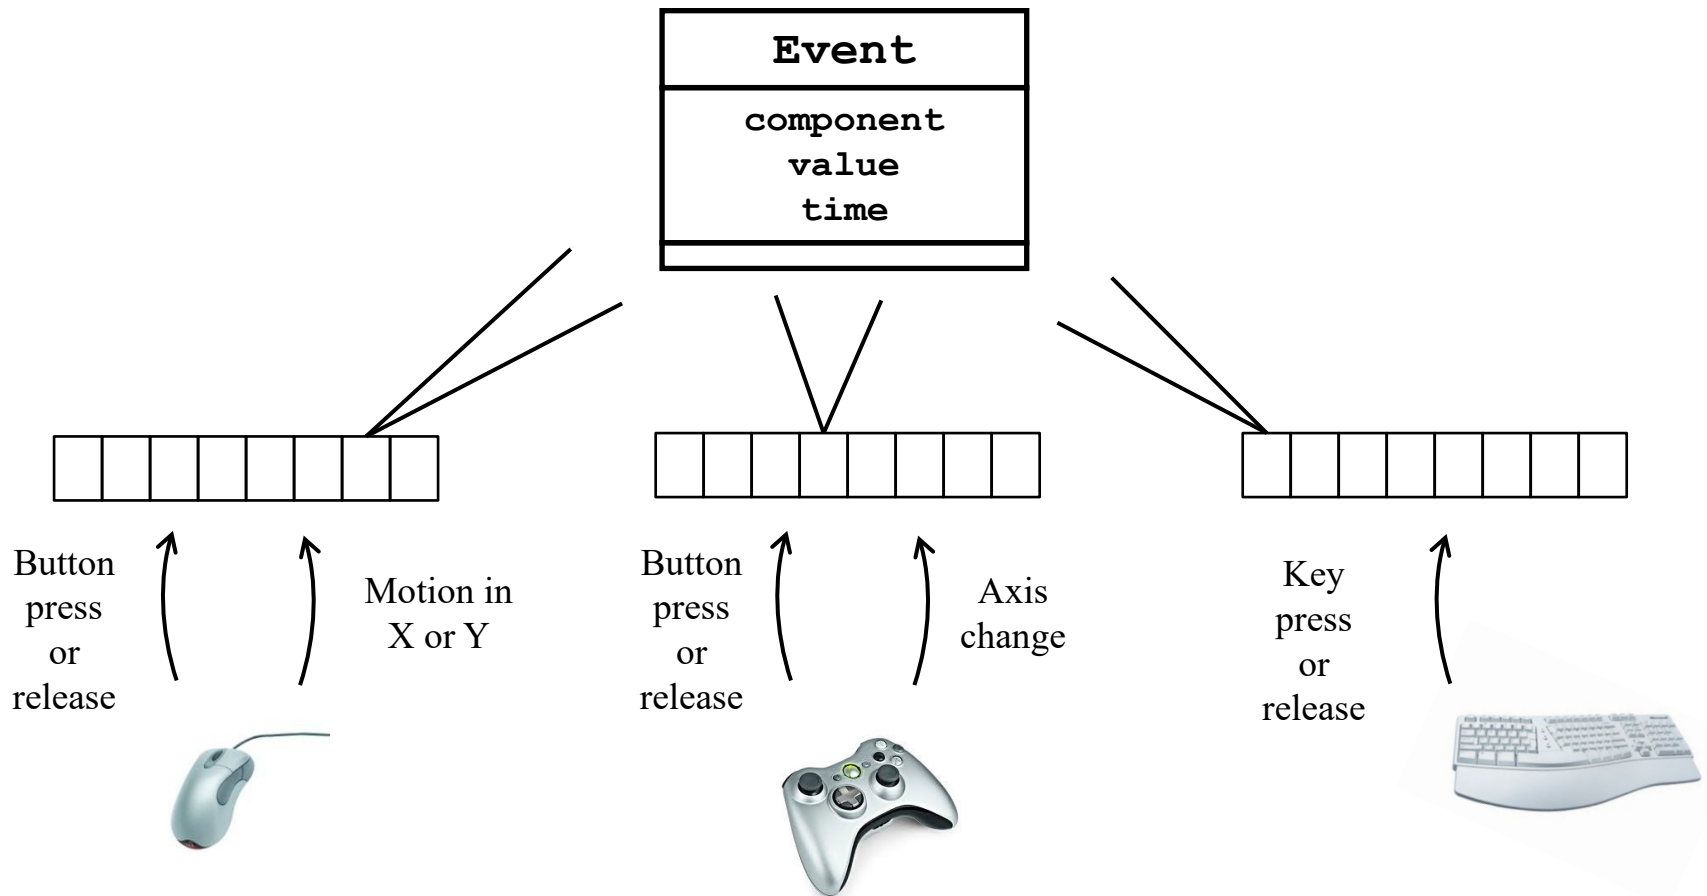 Event
component
value
time
Button
press
or
release
Motion in
X or Y
Button
press
or
release
Axis
change
Key
press
or
release